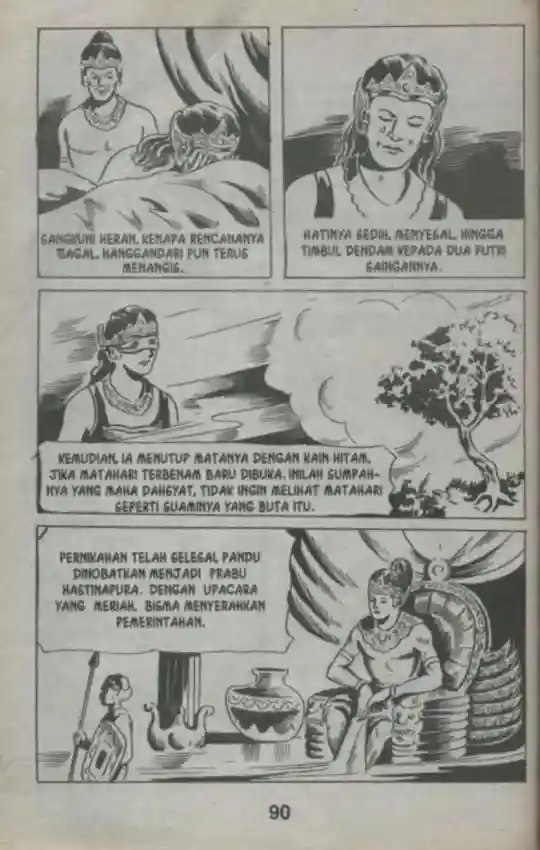 SANGKUNI HERAN, KENAPA RENCANANYA
GAGAL. HANGGANDARI PUN TERUS
MENANGIS.
HATINYA SEDIH, MENYESAL, HINGGA
TIMBUL DENDAM KEPADA DUA PUTRI
SAINGANNYA.
KEMUDIAN, IA MENUTUP MATANYA DENGAN KAIN HITAM.
JIKA MATAHARI TERBENAM BARU DIBUKA. INILAH SUMPAH-
NYA YANG MAHA DAHSYAT, TIDAK INGIN MELIHAT MATAHARI
SEPERTI SUAMINYA YANG BUTA ITU.
PERNIKAHAN TELAH SELESAI, PANDU
DINOBATKAN MENJADI PRABU
HASTINAPURA. DENGAN UPACARA
YANG MERIAH. BISMA MENYERAHKAN
PEMERINTAHAN.
90